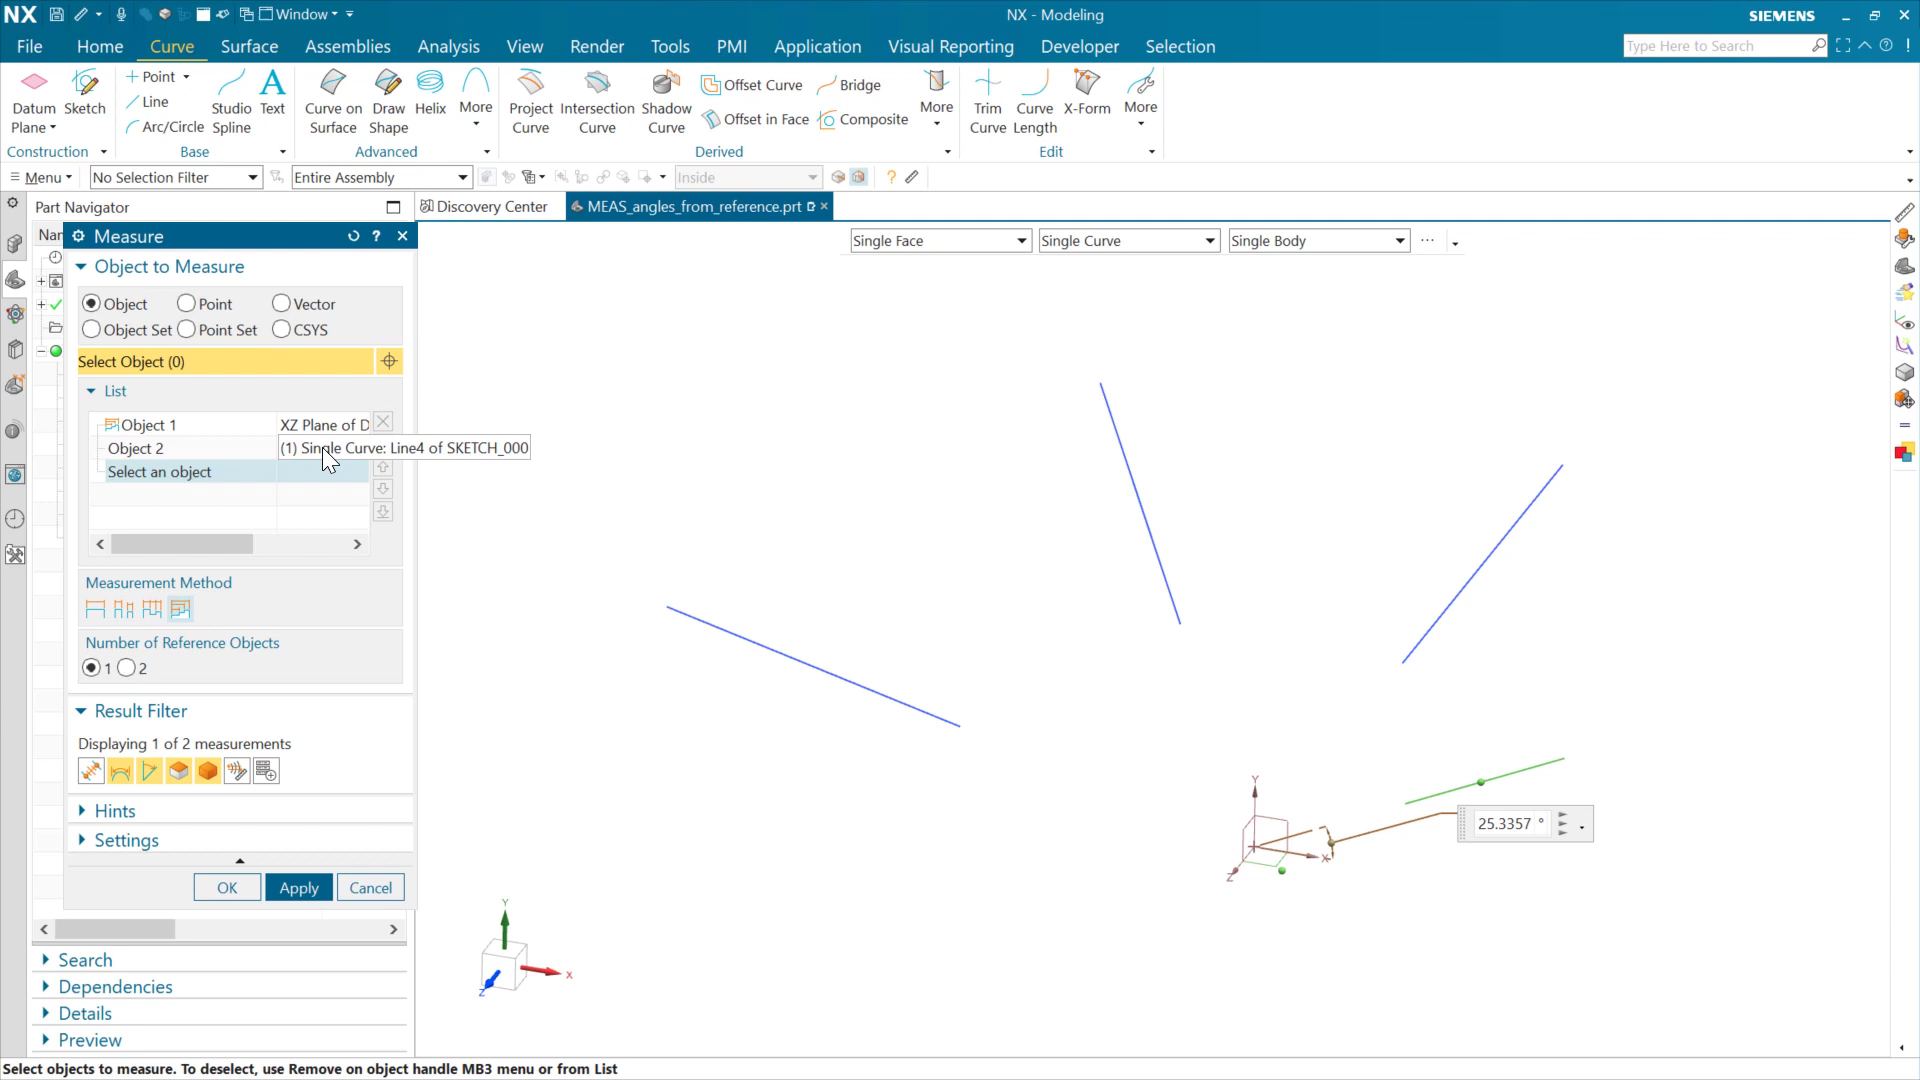 NX Window NX - Modeling SIEMENS
File Home Curve Surface Assemblies Analysis View Render Tools PMI Application Visual Reporting Developer Selection Type Here to Search
Datum Plane Sketch Point Line Arc/Circle Studio Spline Text Curve on Surface Draw Shape Helix More Project Curve Intersection Curve Shadow Curve Offset Curve Offset in Face Bridge Composite More Trim Curve Curve Length X-Form More
Construction Base Advanced Derived Edit
Menu No Selection Filter Entire Assembly Inside
Part Navigator Discovery Center MEAS_angles_from_reference.prt
Measure
Single Face Single Curve Single Body
Object to Measure
Object Point Vector
Object Set Point Set CSYS
Select Object (0)
List
Object 1 XZ Plane of D
Object 2 (1) Single Curve: Line4 of SKETCH_000
Select an object
Measurement Method
Number of Reference Objects
1 2
Result Filter
Displaying 1 of 2 measurements
Hints
Settings
OK Apply Cancel
Y
X
Z
25.3357 °
Y
X
Z
Search
Dependencies
Details
Preview
Select objects to measure. To deselect, use Remove on object handle MB3 menu or from List